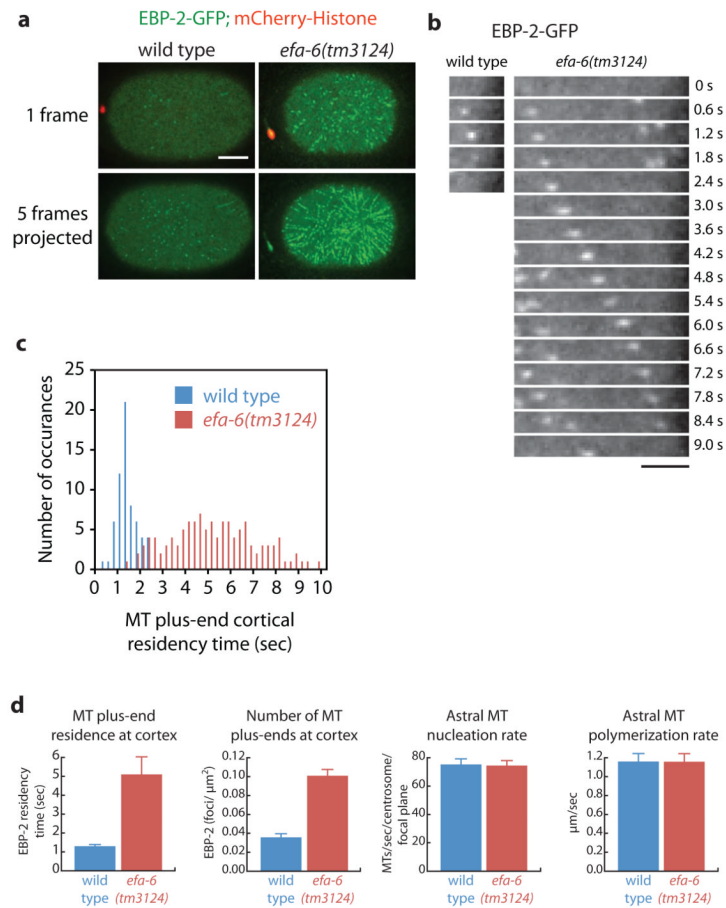 a
EBP-2-GFP; mCherry-Histone
wild type
efa-6(tm3124)
1 frame
5 frames
projected
b
EBP-2-GFP
wild type
efa-6(tm3124)
0 s
0.6 s
1.2 s
1.8 s
2.4 s
3.0 s
3.6 s
4.2 s
4.8 s
5.4 s
6.0 s
6.6 s
7.2 s
7.8 s
8.4 s
9.0 s
c
Number of occurances
25
20
15
10
5
0
wild type
efa-6(tm3124)
0 1 2 3 4 5 6 7 8 9 10
MT plus-end cortical
residency time (sec)
d
MT plus-end
residence at cortex
EBP-2 residency
time (sec)
6
5
4
3
2
1
0
wild
type
efa-6
(tm3124)
Number of MT
plus-ends at cortex
EBP-2 (foci/ µm²)
0.12
0.08
0.04
0.00
wild
type
efa-6
(tm3124)
Astral MT
nucleation rate
MTs/sec/centrosome/
focal plane
80
60
40
20
0
wild
type
efa-6
(tm3124)
Astral MT
polymerization rate
µm/sec
1.2
1.0
0.8
0.6
0.4
0.2
0.0
wild
type
efa-6
(tm3124)